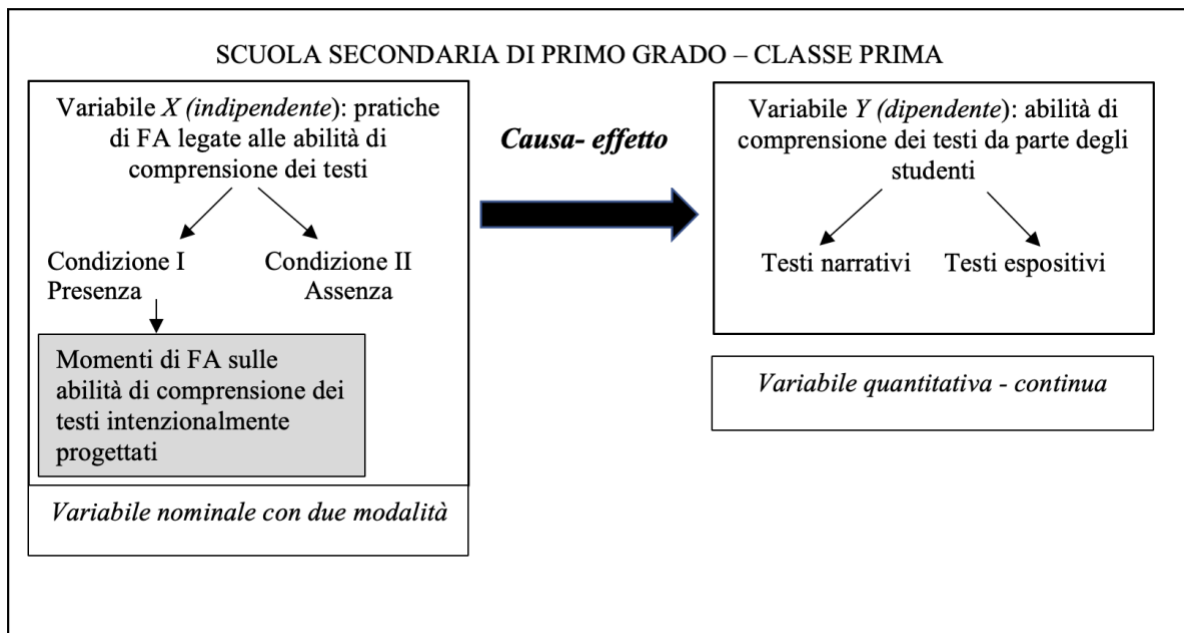 SCUOLA SECONDARIA DI PRIMO GRADO – CLASSE PRIMA
Variabile X (indipendente): pratiche
di FA legate alle abilità di
comprensione dei testi
Condizione I
Presenza
Condizione II
Assenza
Momenti di FA sulle
abilità di comprensione dei
testi intenzionalmente
progettati
Variabile nominale con due modalità
Causa- effetto
Variabile Y (dipendente): abilità di
comprensione dei testi da parte degli
studenti
Testi narrativi
Testi espositivi
Variabile quantitativa - continua